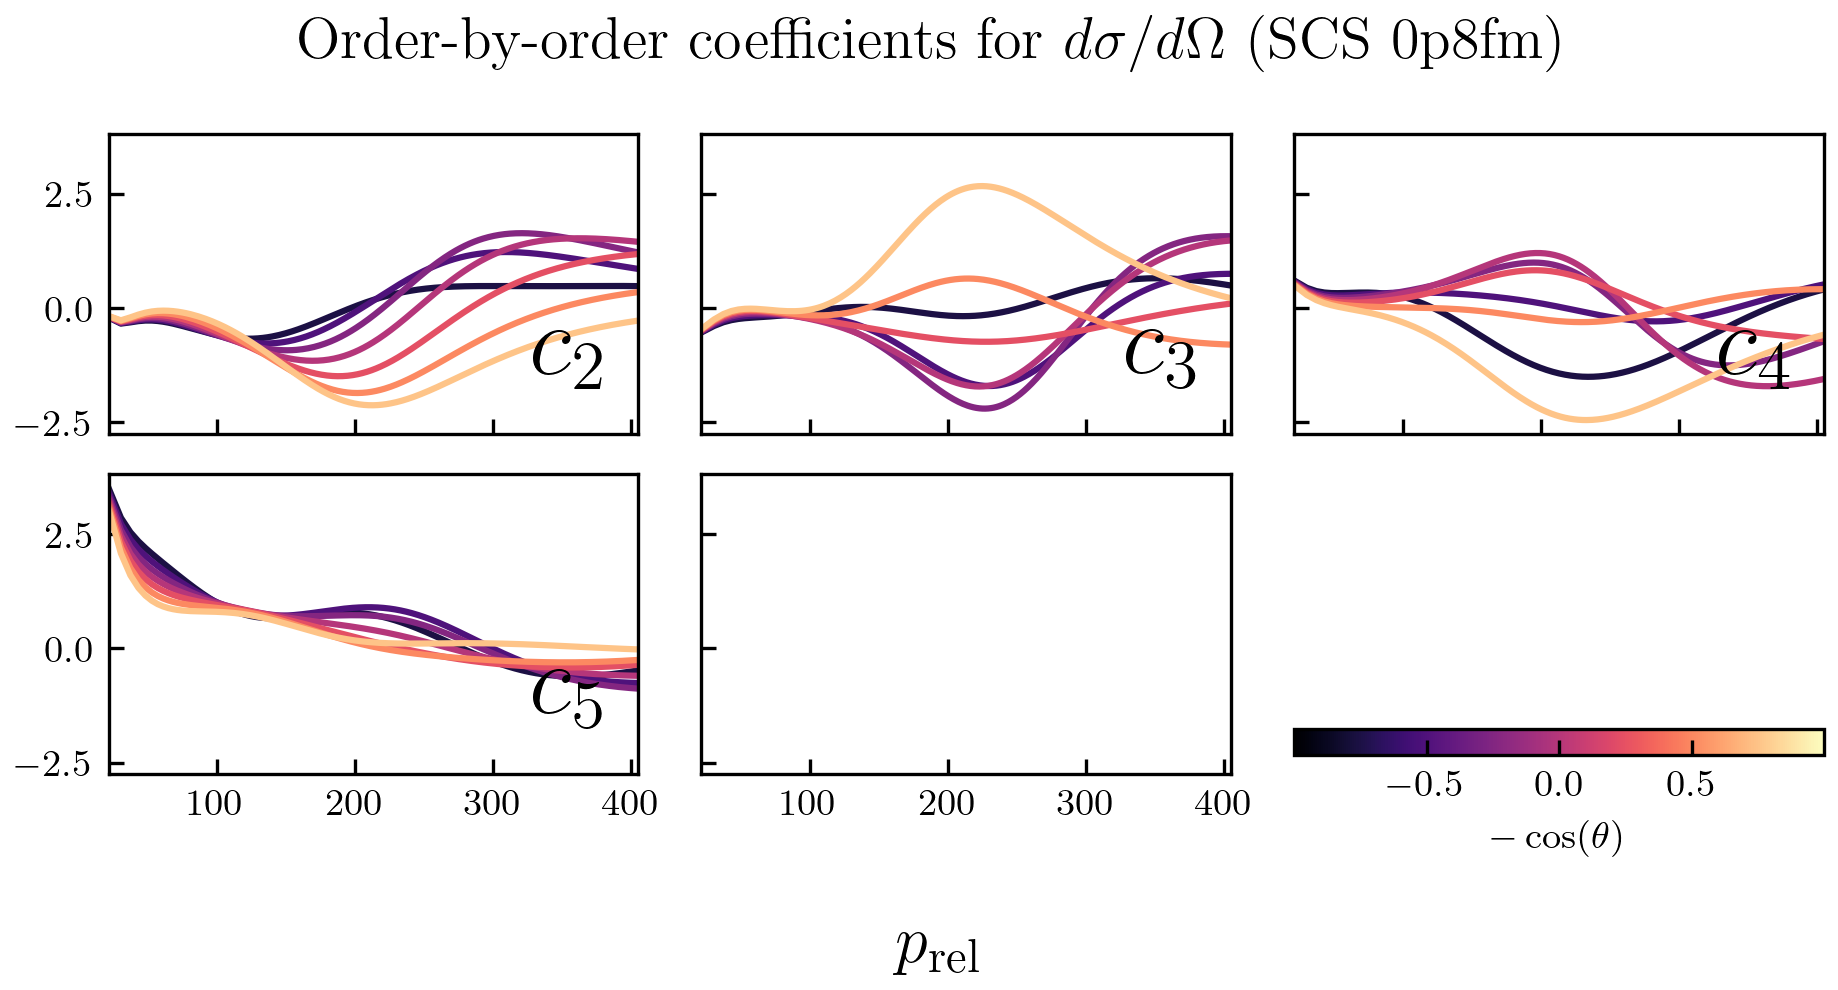 Order-by-order coefficients for dσ/dΩ (SCS 0p8fm)
2.5
0.0
−2.5
c₂
c₃
c₄
2.5
0.0
−2.5
c₅
100 200 300 400
100 200 300 400
−0.5 0.0 0.5
− cos(θ)
p_rel